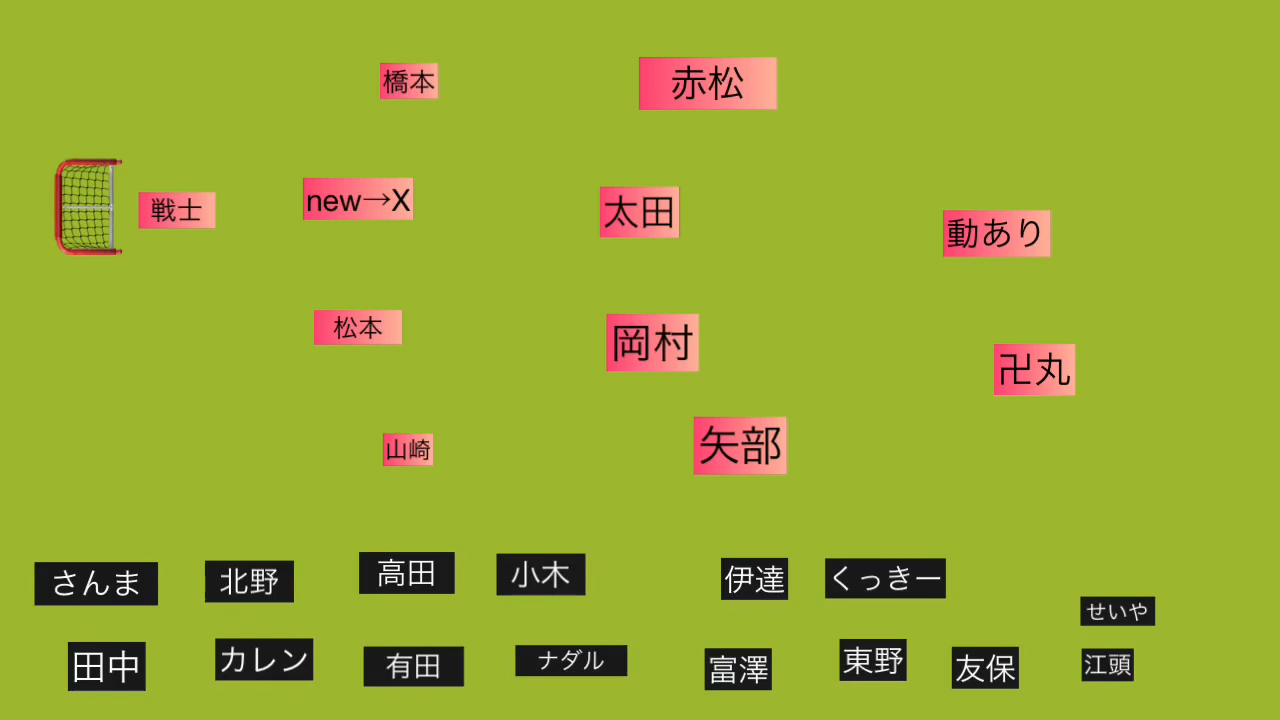 橋本
赤松
戦士
new→X
太田
動あり
松本
岡村
卍丸
山崎
矢部
さんま
北野
高田
小木
伊達
くっきー
せいや
田中
カレン
有田
ナダル
富澤
東野
友保
江頭